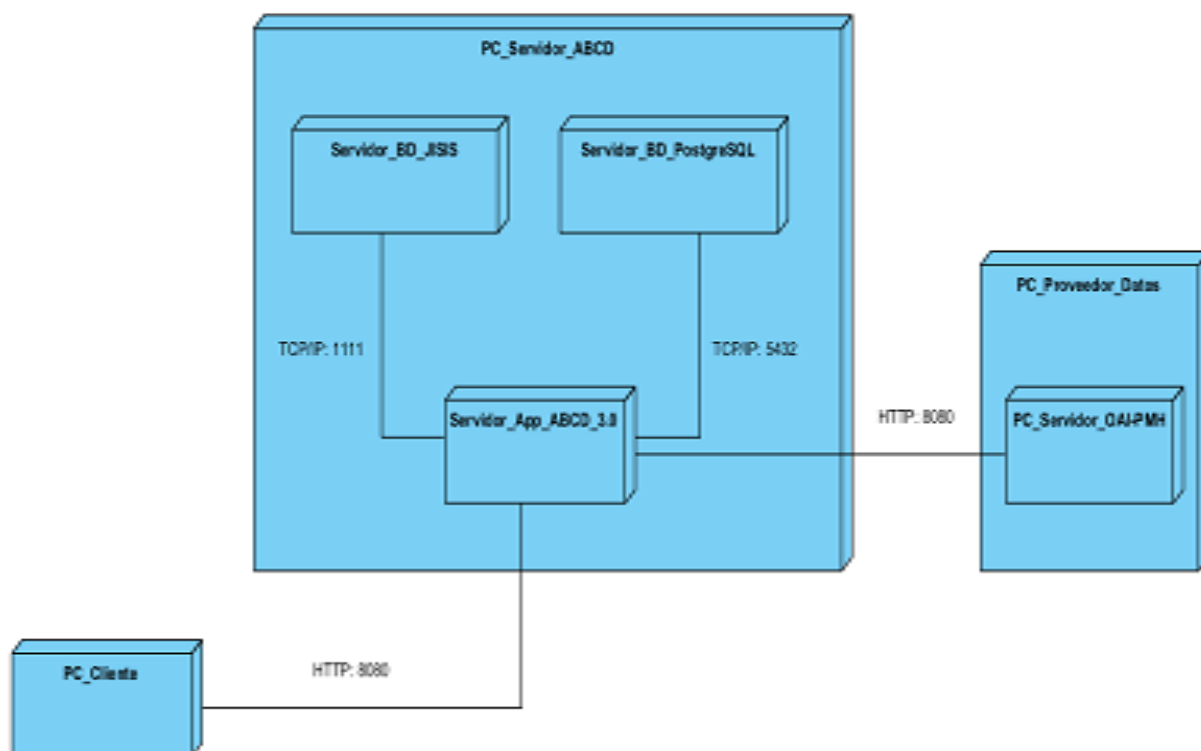 PC_Servidor_ABCD
Servidor_BD_JISIS
Servidor_BD_PostgreSQL
PC_Proveedor_Datos
TCP/IP: 1111
TCP/IP: 5432
Servidor_App_ABCD_3.0
HTTP: 8080
PC_Servidor_OAI-PMH
PC_Cliente
HTTP: 8080